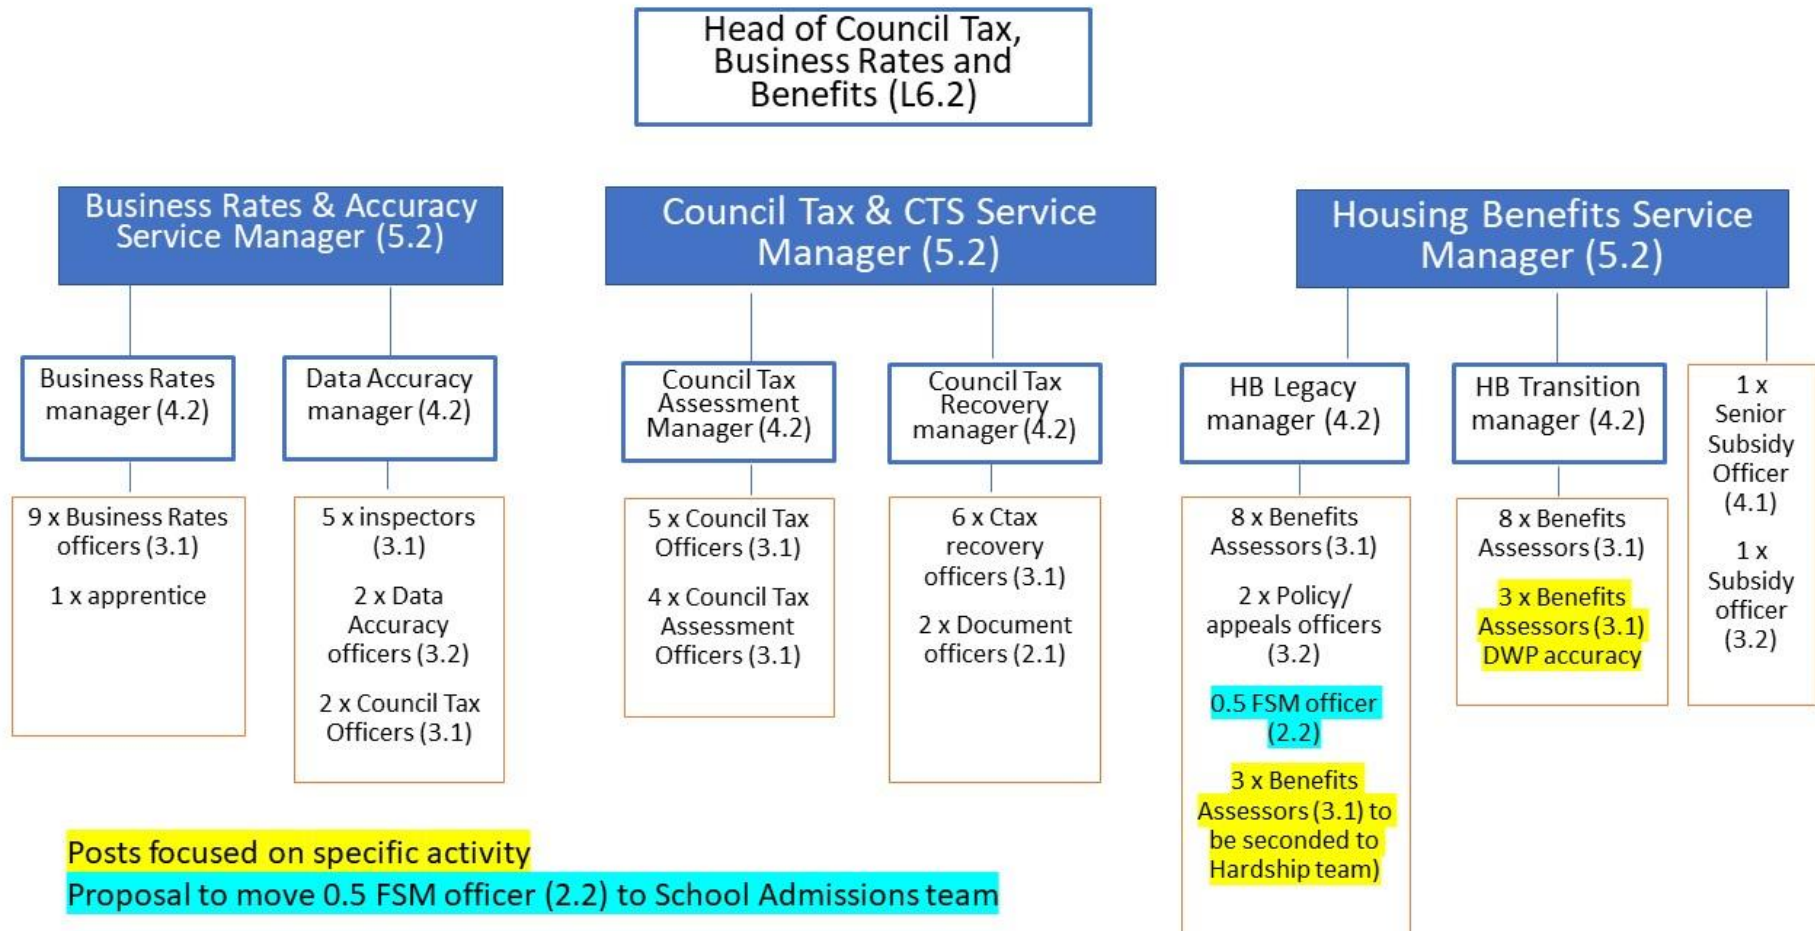 Head of Council Tax,
Business Rates and
Benefits (L6.2)
Business Rates & Accuracy
Service Manager (5.2)
Council Tax & CTS Service
Manager (5.2)
Housing Benefits Service
Manager (5.2)
Business Rates
manager (4.2)
Data Accuracy
manager (4.2)
Council Tax
Assessment
Manager (4.2)
Council Tax
Recovery
manager (4.2)
HB Legacy
manager (4.2)
HB Transition
manager (4.2)
1 x
Senior
Subsidy
Officer
(4.1)
1 x
Subsidy
officer
(3.2)
9 x Business Rates
officers (3.1)
1 x apprentice
5 x inspectors
(3.1)
2 x Data
Accuracy
officers (3.2)
2 x Council Tax
Officers (3.1)
5 x Council Tax
Officers (3.1)
4 x Council Tax
Assessment
Officers (3.1)
6 x Ctax
recovery
officers (3.1)
2 x Document
officers (2.1)
8 x Benefits
Assessors (3.1)
2 x Policy/
appeals officers
(3.2)
0.5 FSM officer
(2.2)
3 x Benefits
Assessors (3.1) to
be seconded to
Hardship team)
8 x Benefits
Assessors (3.1)
3 x Benefits
Assessors (3.1)
DWP accuracy
Posts focused on specific activity
Proposal to move 0.5 FSM officer (2.2) to School Admissions team